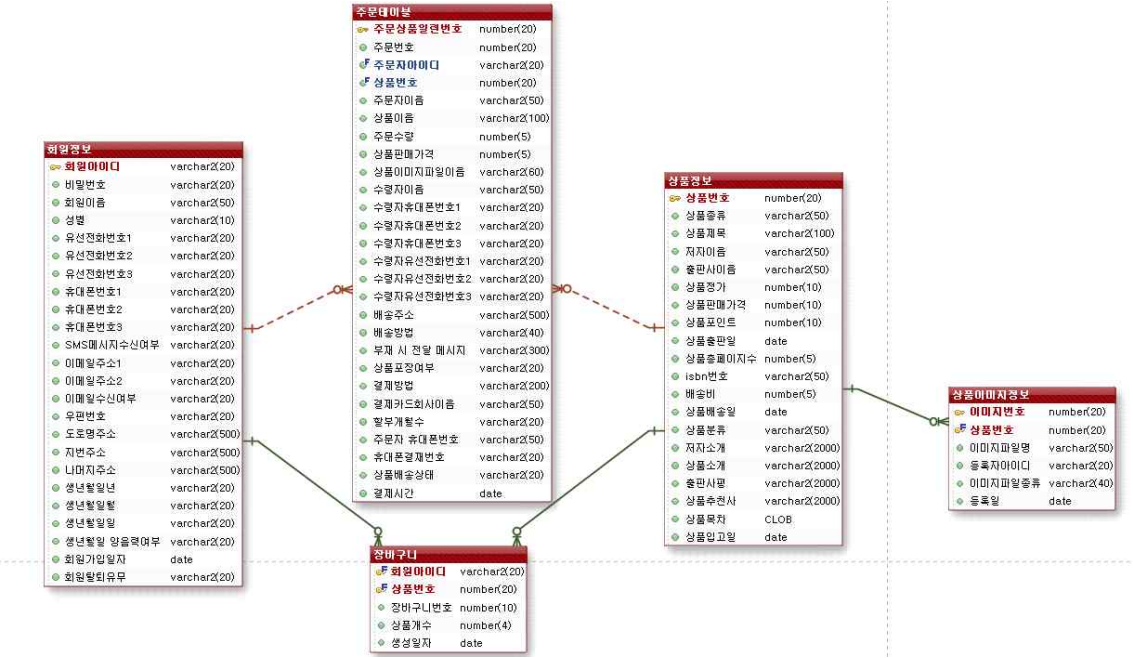 주문테이블
주문상품일련번호 number(20)
주문번호 number(20)
주문자아이디 varchar2(20)
상품번호 number(20)
주문자이름 varchar2(50)
상품이름 varchar2(100)
주문수량 number(5)
상품판매가격 number(5)
상품이미지파일이름 varchar2(60)
수령자이름 varchar2(50)
수령자휴대폰번호1 varchar2(20)
수령자휴대폰번호2 varchar2(20)
수령자휴대폰번호3 varchar2(20)
수령자유선전화번호1 varchar2(20)
수령자유선전화번호2 varchar2(20)
수령자유선전화번호3 varchar2(20)
배송주소 varchar2(500)
배송방법 varchar2(40)
부재 시 전달 메시지 varchar2(300)
상품포장여부 varchar2(20)
결제방법 varchar2(200)
결제카드회사이름 varchar2(50)
할부개월수 varchar2(20)
주문자 휴대폰번호 varchar2(50)
휴대폰결제번호 varchar2(20)
상품배송상태 varchar2(20)
결제시간 date
회원정보
회원아이디 varchar2(20)
비밀번호 varchar2(20)
회원이름 varchar2(50)
성별 varchar2(10)
유선전화번호1 varchar2(20)
유선전화번호2 varchar2(20)
유선전화번호3 varchar2(20)
휴대폰번호1 varchar2(20)
휴대폰번호2 varchar2(20)
휴대폰번호3 varchar2(20)
SMS메시지수신여부 varchar2(20)
이메일주소1 varchar2(20)
이메일주소2 varchar2(20)
이메일수신여부 varchar2(20)
우편번호 varchar2(20)
도로명주소 varchar2(500)
지번주소 varchar2(500)
나머지주소 varchar2(500)
생년월일년 varchar2(20)
생년월일월 varchar2(20)
생년월일일 varchar2(20)
생년월일 양음력여부 varchar2(20)
회원가입일자 date
회원탈퇴유무 varchar2(20)
상품정보
상품번호 number(20)
상품종류 varchar2(50)
상품제목 varchar2(100)
저자이름 varchar2(50)
출판사이름 varchar2(50)
상품정가 number(10)
상품판매가격 number(10)
상품포인트 number(10)
상품출판일 date
상품총페이지수 number(5)
isbn번호 varchar2(50)
배송비 number(5)
상품배송일 date
상품분류 varchar2(50)
저자소개 varchar2(2000)
상품소개 varchar2(2000)
출판사평 varchar2(2000)
상품추천사 varchar2(2000)
상품목차 CLOB
상품입고일 date
상품이미지정보
이미지번호 number(20)
상품번호 number(20)
이미지파일명 varchar2(50)
등록자아이디 varchar2(20)
이미지파일종류 varchar2(40)
등록일 date
장바구니
회원아이디 varchar2(20)
상품번호 number(20)
장바구니번호 number(10)
상품개수 number(4)
생성일자 date